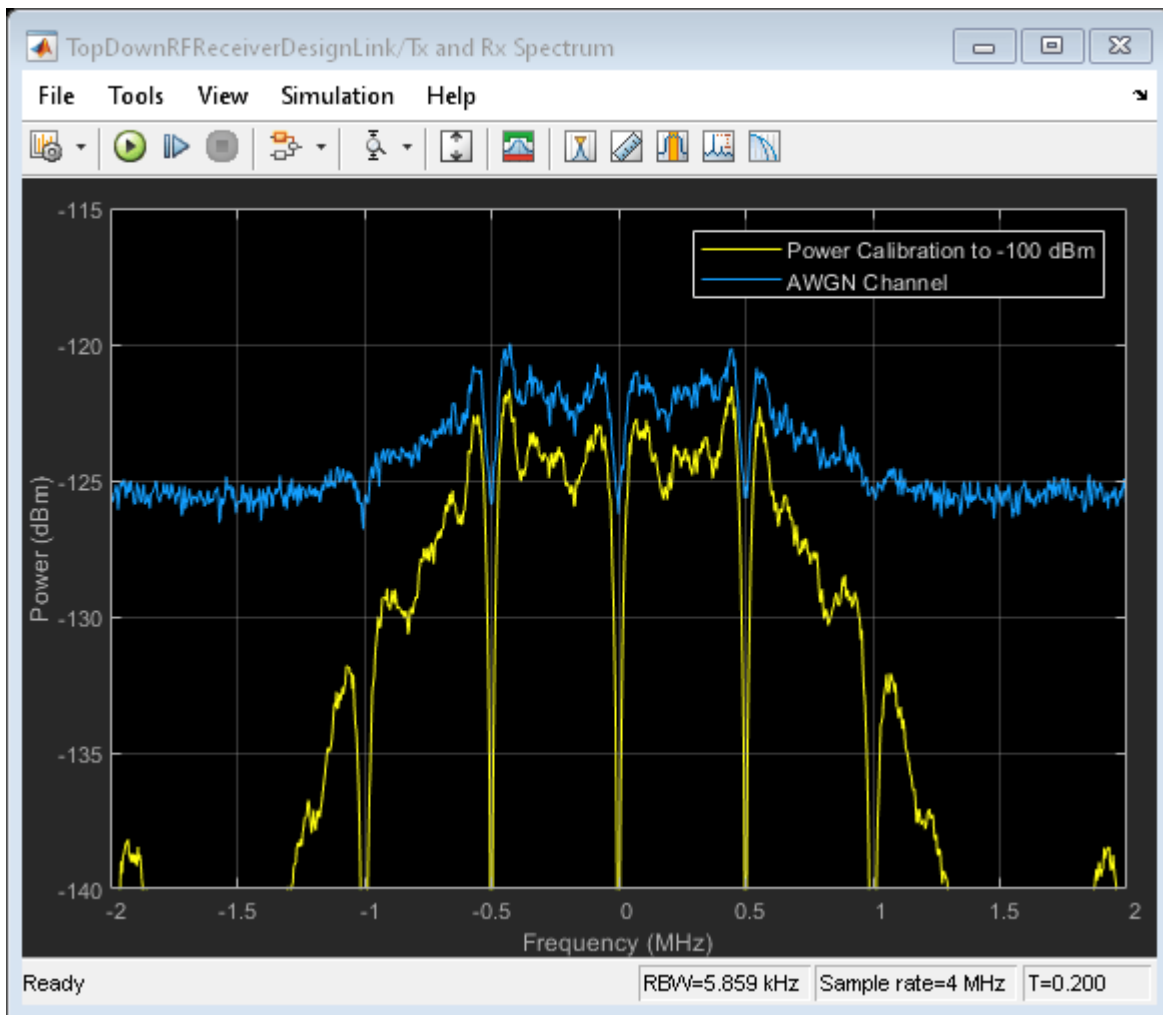 TopDownRFReceiverDesignLink/Tx and Rx Spectrum
File Tools View Simulation Help
-115
Power Calibration to -100 dBm
AWGN Channel
-120
-125
Power (dBm)
-130
-135
-140
-2 -1.5 -1 -0.5 0 0.5 1 1.5 2
Frequency (MHz)
Ready RBW=5.859 kHz Sample rate=4 MHz T=0.200